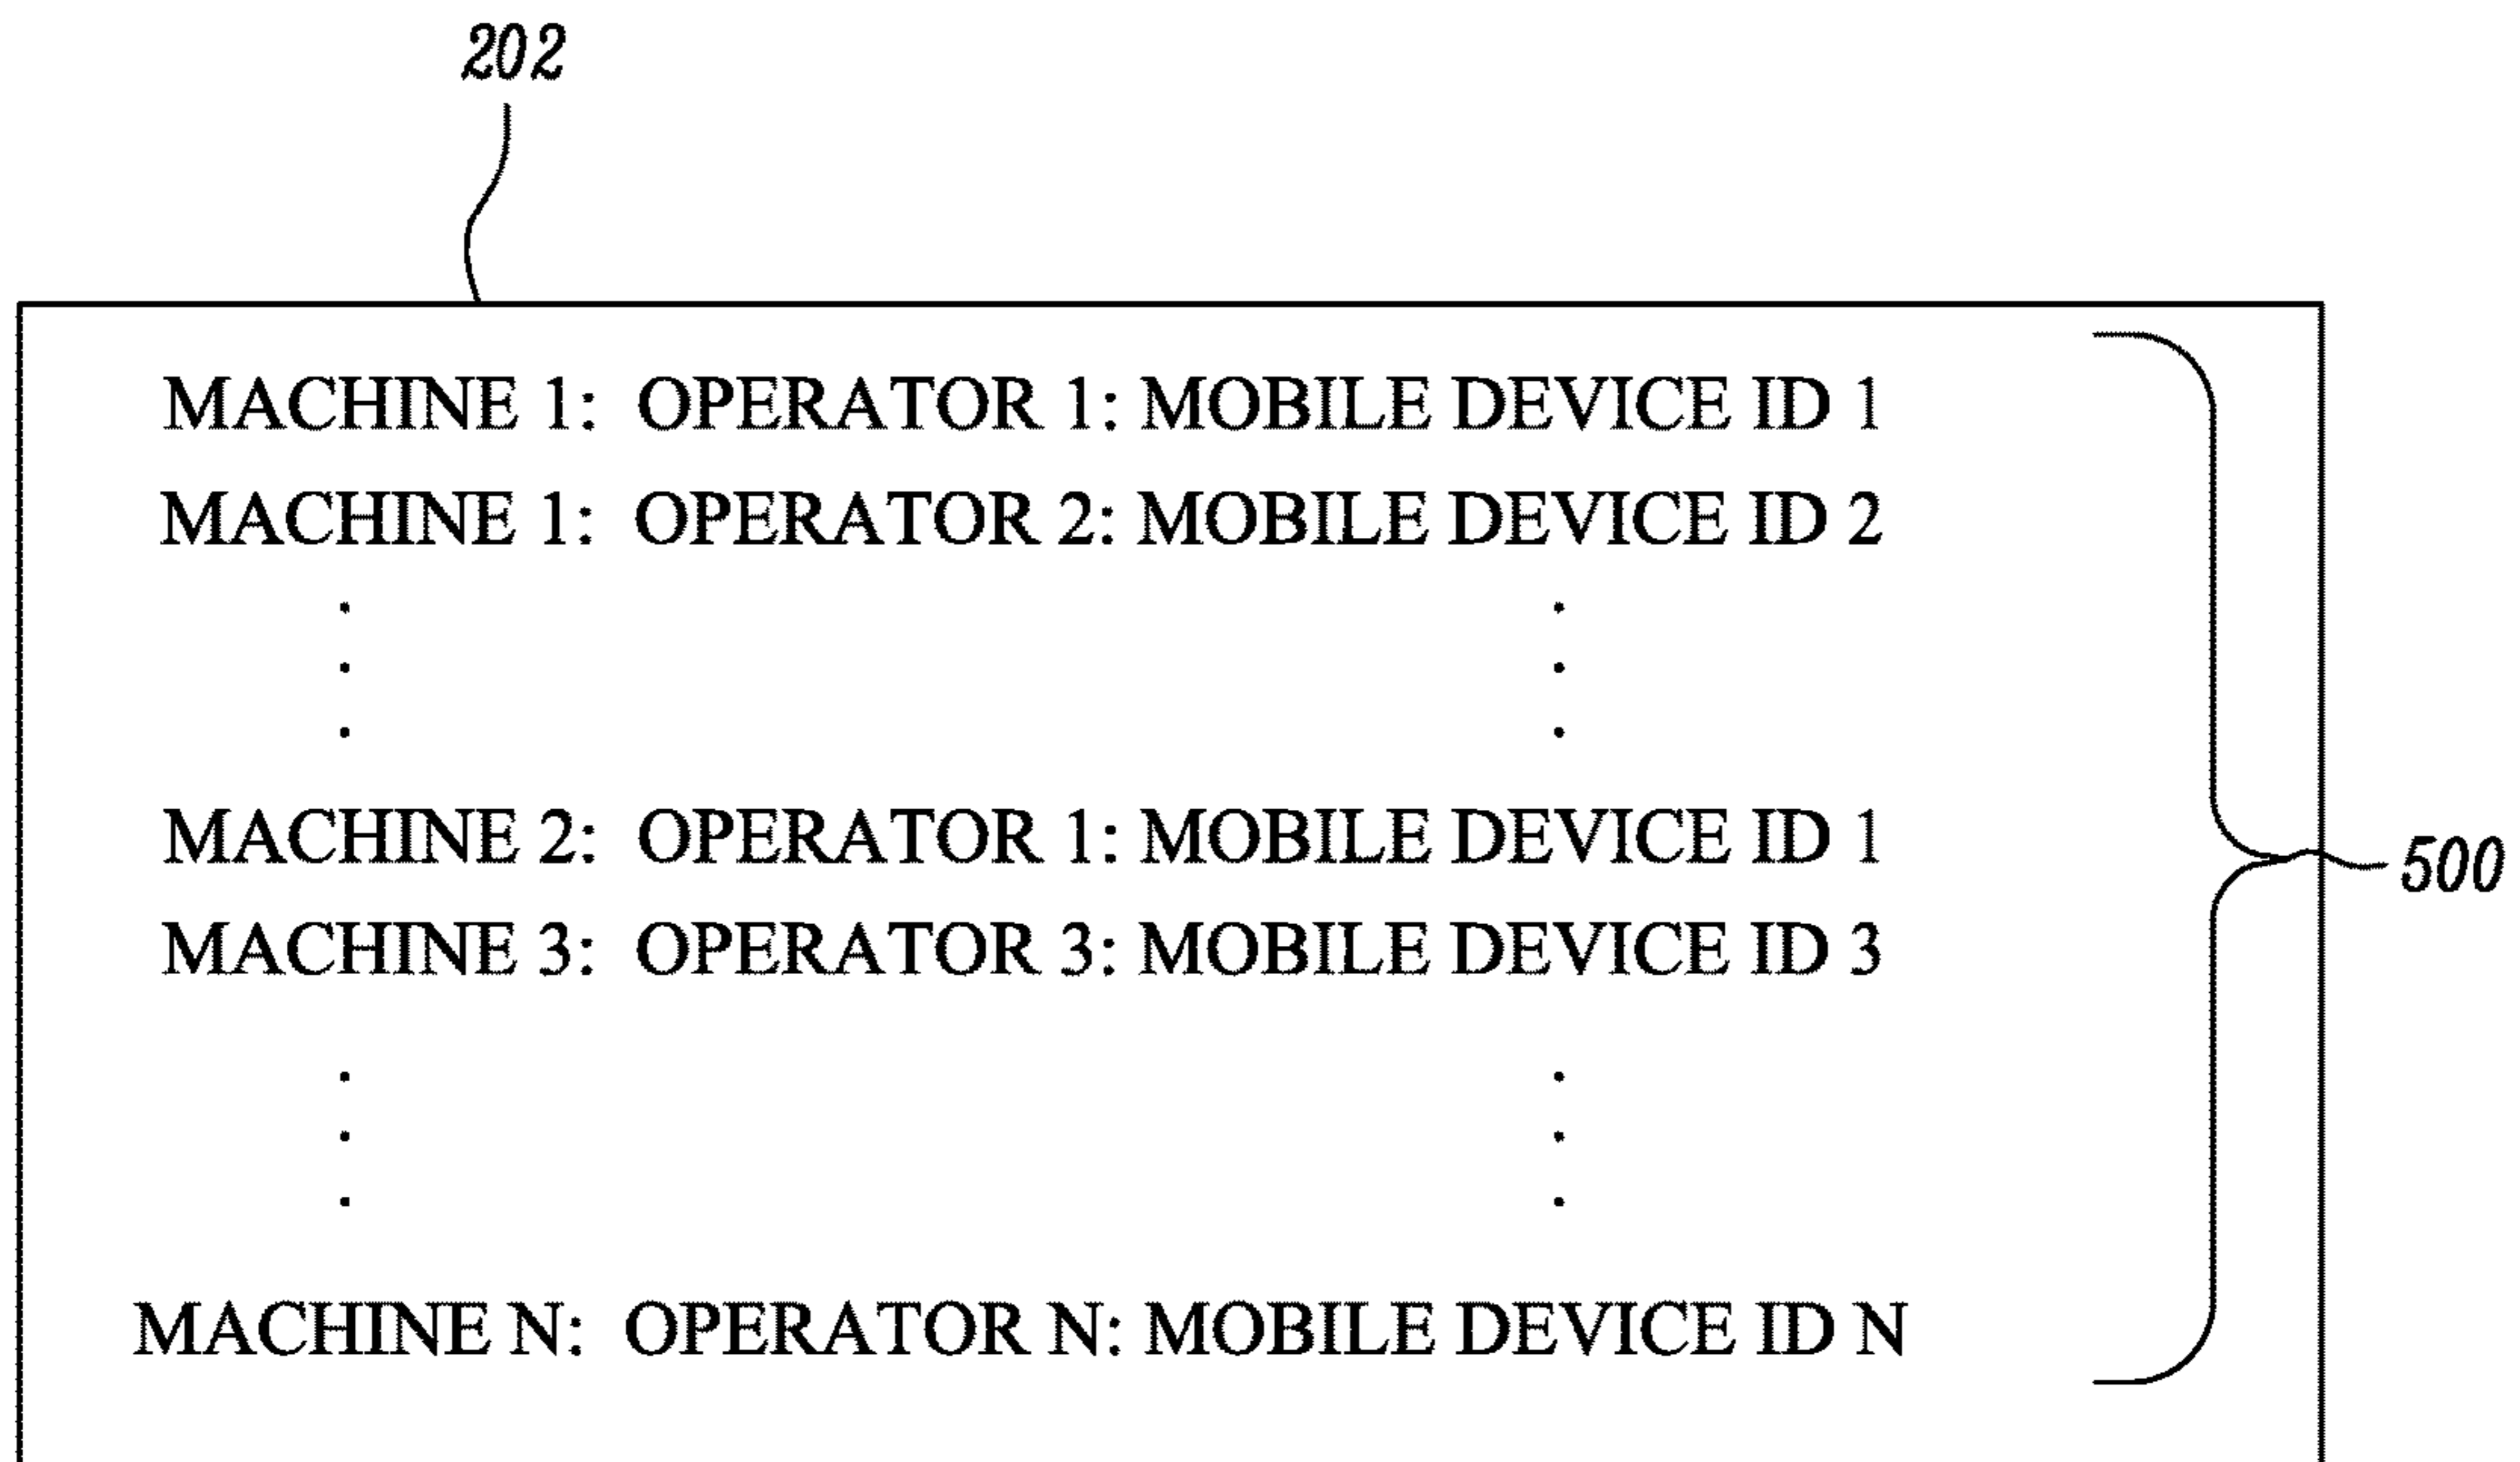 202
MACHINE 1: OPERATOR 1: MOBILE DEVICE ID 1
MACHINE 1: OPERATOR 2: MOBILE DEVICE ID 2
MACHINE 2: OPERATOR 1: MOBILE DEVICE ID 1
500
MACHINE 3: OPERATOR 3: MOBILE DEVICE ID 3
MACHINE N: OPERATOR N: MOBILE DEVICE ID N